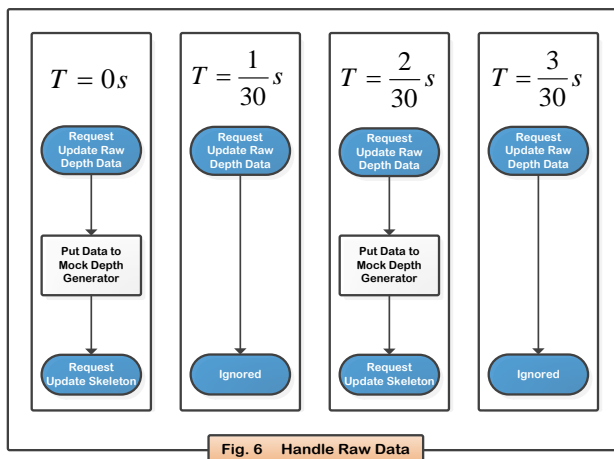 T = 0s
Request
Update Raw
Depth Data
Put Data to
Mock Depth
Generator
Request
Update Skeleton
T = 1/30 s
Request
Update Raw
Depth Data
Ignored
T = 2/30 s
Request
Update Raw
Depth Data
Put Data to
Mock Depth
Generator
Request
Update Skeleton
T = 3/30 s
Request
Update Raw
Depth Data
Ignored
Fig. 6 Handle Raw Data